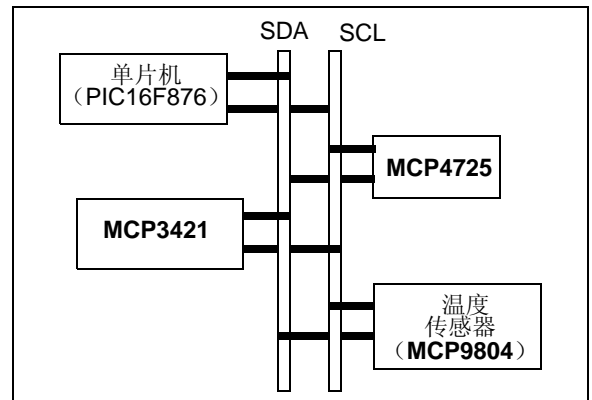 SDA
SCL
单片机
（PIC16F876）
MCP4725
MCP3421
温度
传感器
（MCP9804）